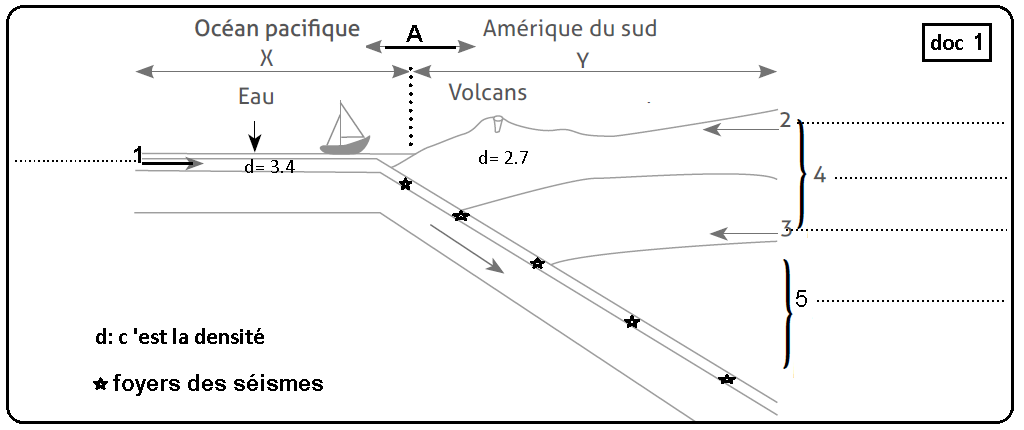 Océan pacifique
A
Amérique du sud
doc 1
X
Y
Eau
Volcans
1
d= 3.4
d= 2.7
2
4
3
5
d: c 'est la densité
foyers des séismes